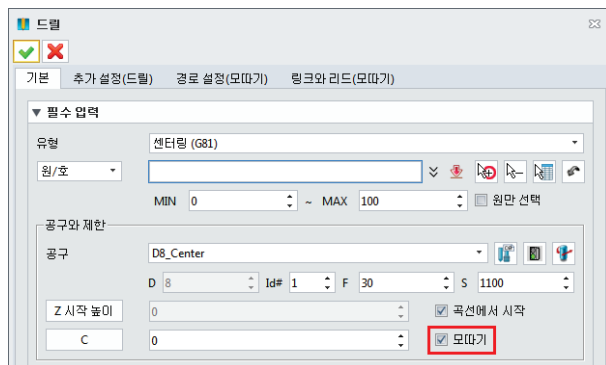 드릴
기본 추가 설정(드릴) 경로 설정(모따기) 링크와 리드(모따기)
▼ 필수 입력
유형 센터링 (G81)
원/호
MIN 0 ~ MAX 100 원만 선택
공구와 제한
공구 D8_Center
D 8 Id# 1 F 30 S 1100
Z 시작 높이 0 곡선에서 시작
C 0 모따기